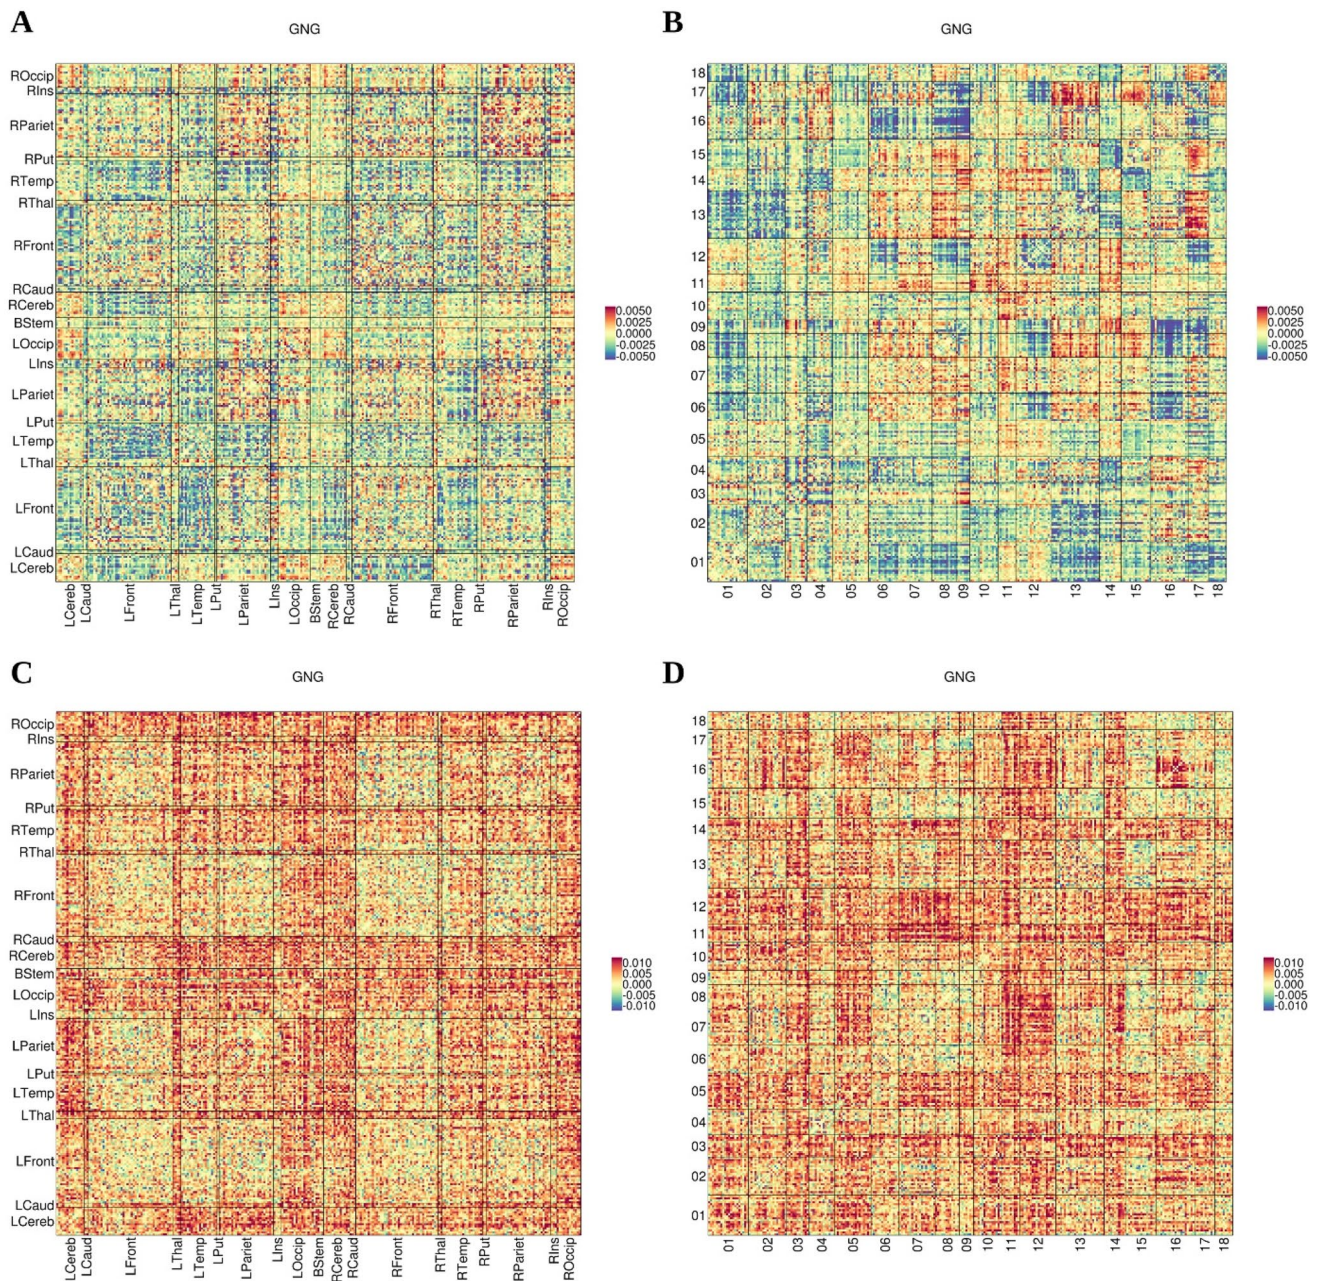 A
GNG
ROccip
RIns
RPariet
RPut
RTemp
RThal
RFront
RCaud
RCereb
BStem
LOccip
LIns
LPariet
LPut
LTemp
LThal
LFront
LCaud
LCereb
LCereb
LCaud
LFront
LThal
LTemp
LPut
LPariet
LIns
LOccip
BStem
RCereb
RCaud
RFront
RThal
RTemp
RPut
RPariet
RIns
ROccip
0.0050
0.0025
0.0000
-0.0025
-0.0050
B
GNG
18
17
16
15
14
13
12
11
10
09
08
07
06
05
04
03
02
01
01
02
03
04
05
06
07
08
09
10
11
12
13
14
15
16
17
18
0.0050
0.0025
0.0000
-0.0025
-0.0050
C
GNG
ROccip
RIns
RPariet
RPut
RTemp
RThal
RFront
RCaud
RCereb
BStem
LOccip
LIns
LPariet
LPut
LTemp
LThal
LFront
LCaud
LCereb
LCereb
LCaud
LFront
LThal
LTemp
LPut
LPariet
LIns
LOccip
BStem
RCereb
RCaud
RFront
RThal
RTemp
RPut
RPariet
RIns
ROccip
0.010
0.005
0.000
-0.005
-0.010
D
GNG
18
17
16
15
14
13
12
11
10
09
08
07
06
05
04
03
02
01
01
02
03
04
05
06
07
08
09
10
11
12
13
14
15
16
17
18
0.010
0.005
0.000
-0.005
-0.010